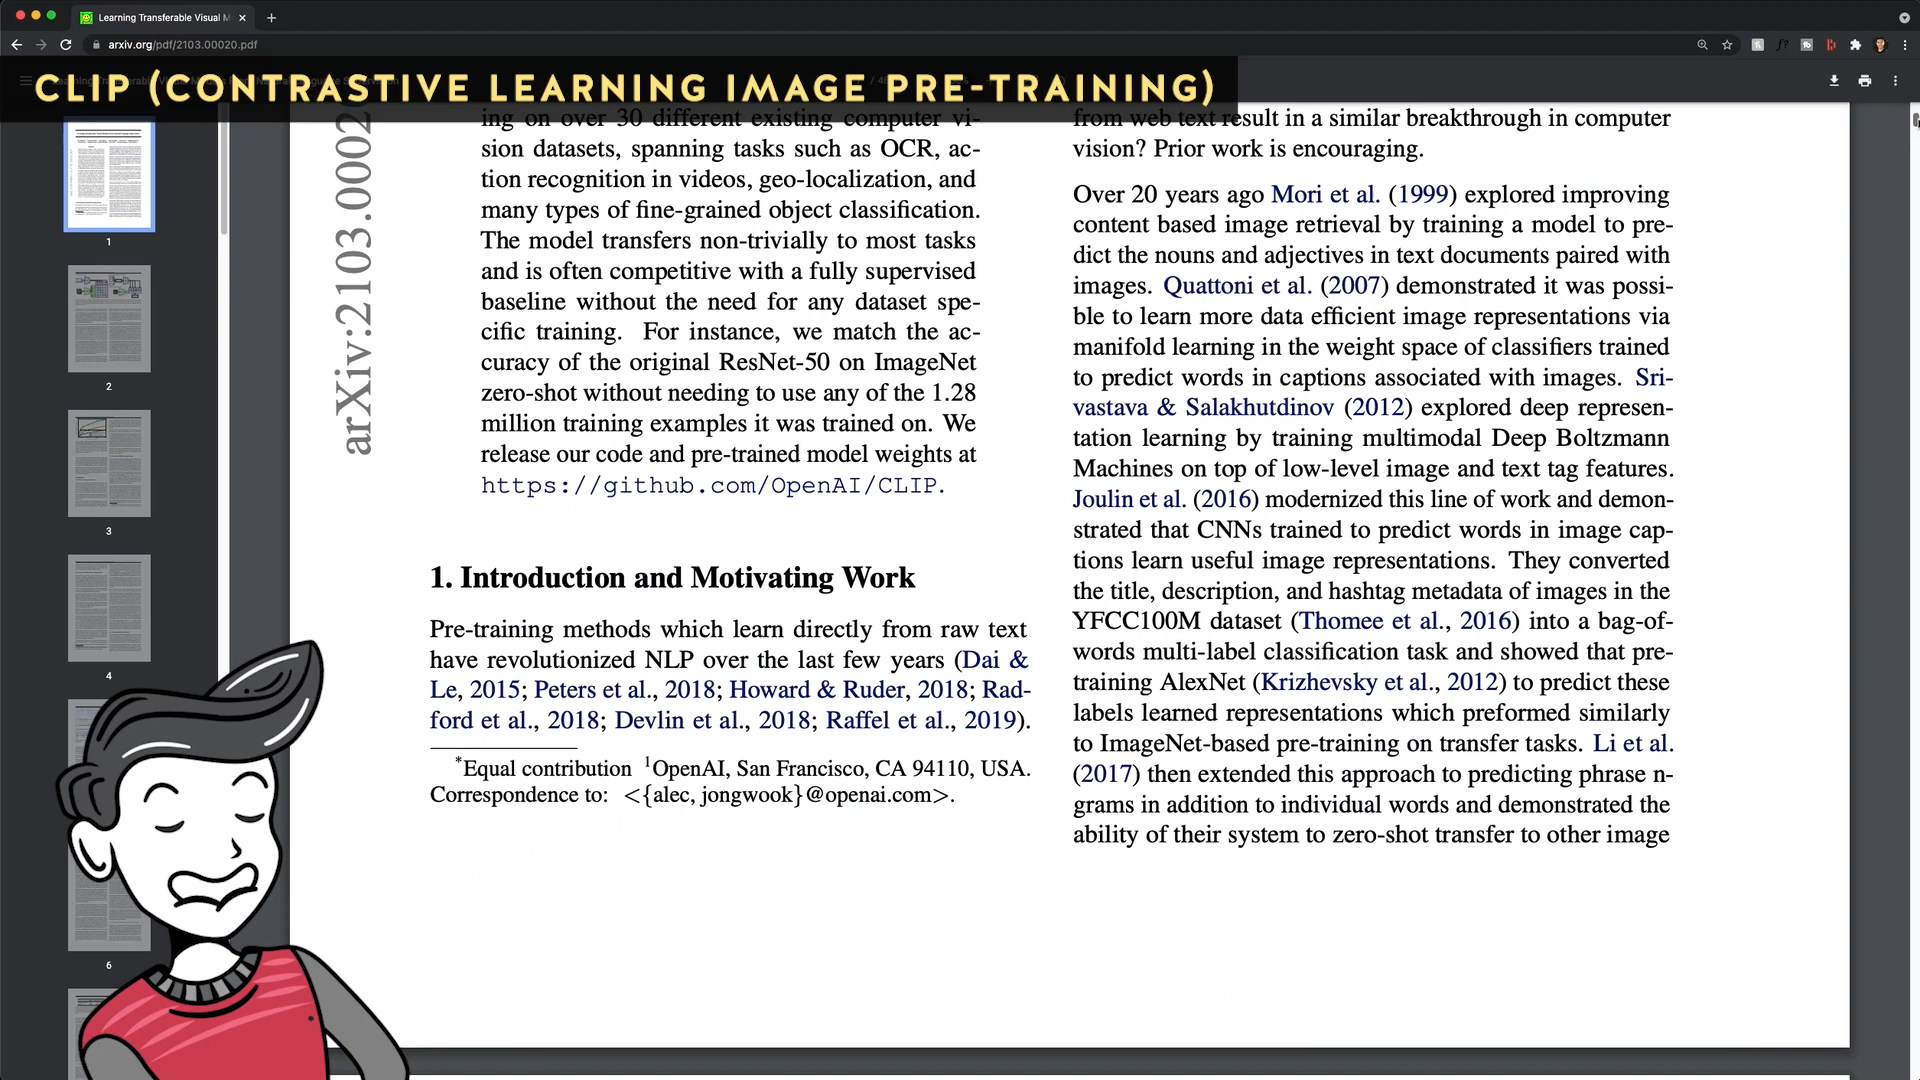 Learning Transferable Visual M
arxiv.org/pdf/2103.00020.pdf
CLIP (CONTRASTIVE LEARNING IMAGE PRE-TRAINING)
1
2
3
4
6
arXiv:2103.0002
ing on over 30 different existing computer vi-
sion datasets, spanning tasks such as OCR, ac-
tion recognition in videos, geo-localization, and
many types of fine-grained object classification.
The model transfers non-trivially to most tasks
and is often competitive with a fully supervised
baseline without the need for any dataset spe-
cific training. For instance, we match the ac-
curacy of the original ResNet-50 on ImageNet
zero-shot without needing to use any of the 1.28
million training examples it was trained on. We
release our code and pre-trained model weights at
https://github.com/OpenAI/CLIP.
1. Introduction and Motivating Work
Pre-training methods which learn directly from raw text
have revolutionized NLP over the last few years (Dai &
Le, 2015; Peters et al., 2018; Howard & Ruder, 2018; Rad-
ford et al., 2018; Devlin et al., 2018; Raffel et al., 2019).
*Equal contribution 1OpenAI, San Francisco, CA 94110, USA.
Correspondence to: <{alec, jongwook}@openai.com>.
from web text result in a similar breakthrough in computer
vision? Prior work is encouraging.
Over 20 years ago Mori et al. (1999) explored improving
content based image retrieval by training a model to pre-
dict the nouns and adjectives in text documents paired with
images. Quattoni et al. (2007) demonstrated it was possi-
ble to learn more data efficient image representations via
manifold learning in the weight space of classifiers trained
to predict words in captions associated with images. Sri-
vastava & Salakhutdinov (2012) explored deep represen-
tation learning by training multimodal Deep Boltzmann
Machines on top of low-level image and text tag features.
Joulin et al. (2016) modernized this line of work and demon-
strated that CNNs trained to predict words in image cap-
tions learn useful image representations. They converted
the title, description, and hashtag metadata of images in the
YFCC100M dataset (Thomee et al., 2016) into a bag-of-
words multi-label classification task and showed that pre-
training AlexNet (Krizhevsky et al., 2012) to predict these
labels learned representations which preformed similarly
to ImageNet-based pre-training on transfer tasks. Li et al.
(2017) then extended this approach to predicting phrase n-
grams in addition to individual words and demonstrated the
ability of their system to zero-shot transfer to other image